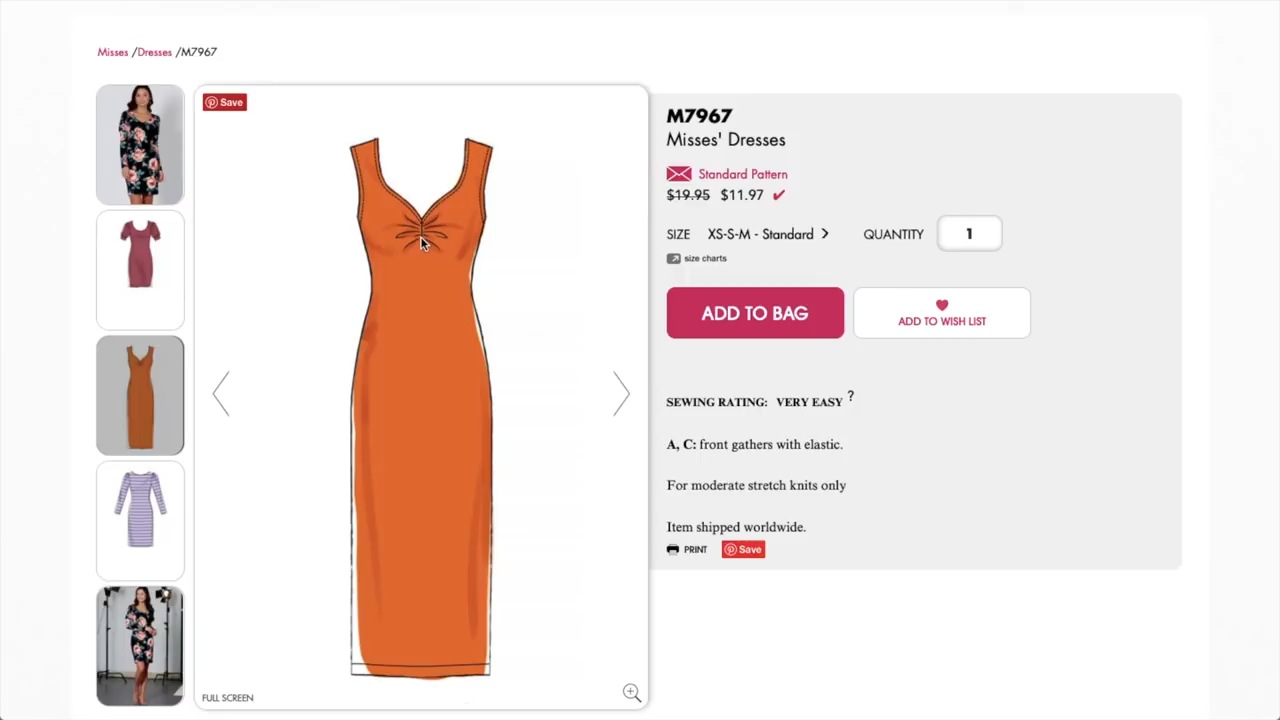 Misses /Dresses /M7967
Save
M7967
Misses' Dresses
Standard Pattern
$19.95 $11.97
SIZE XS-S-M - Standard > QUANTITY 1
size charts
ADD TO BAG
ADD TO WISH LIST
SEWING RATING: VERY EASY ?
A, C: front gathers with elastic.
For moderate stretch knits only
Item shipped worldwide.
PRINT Save
FULL SCREEN